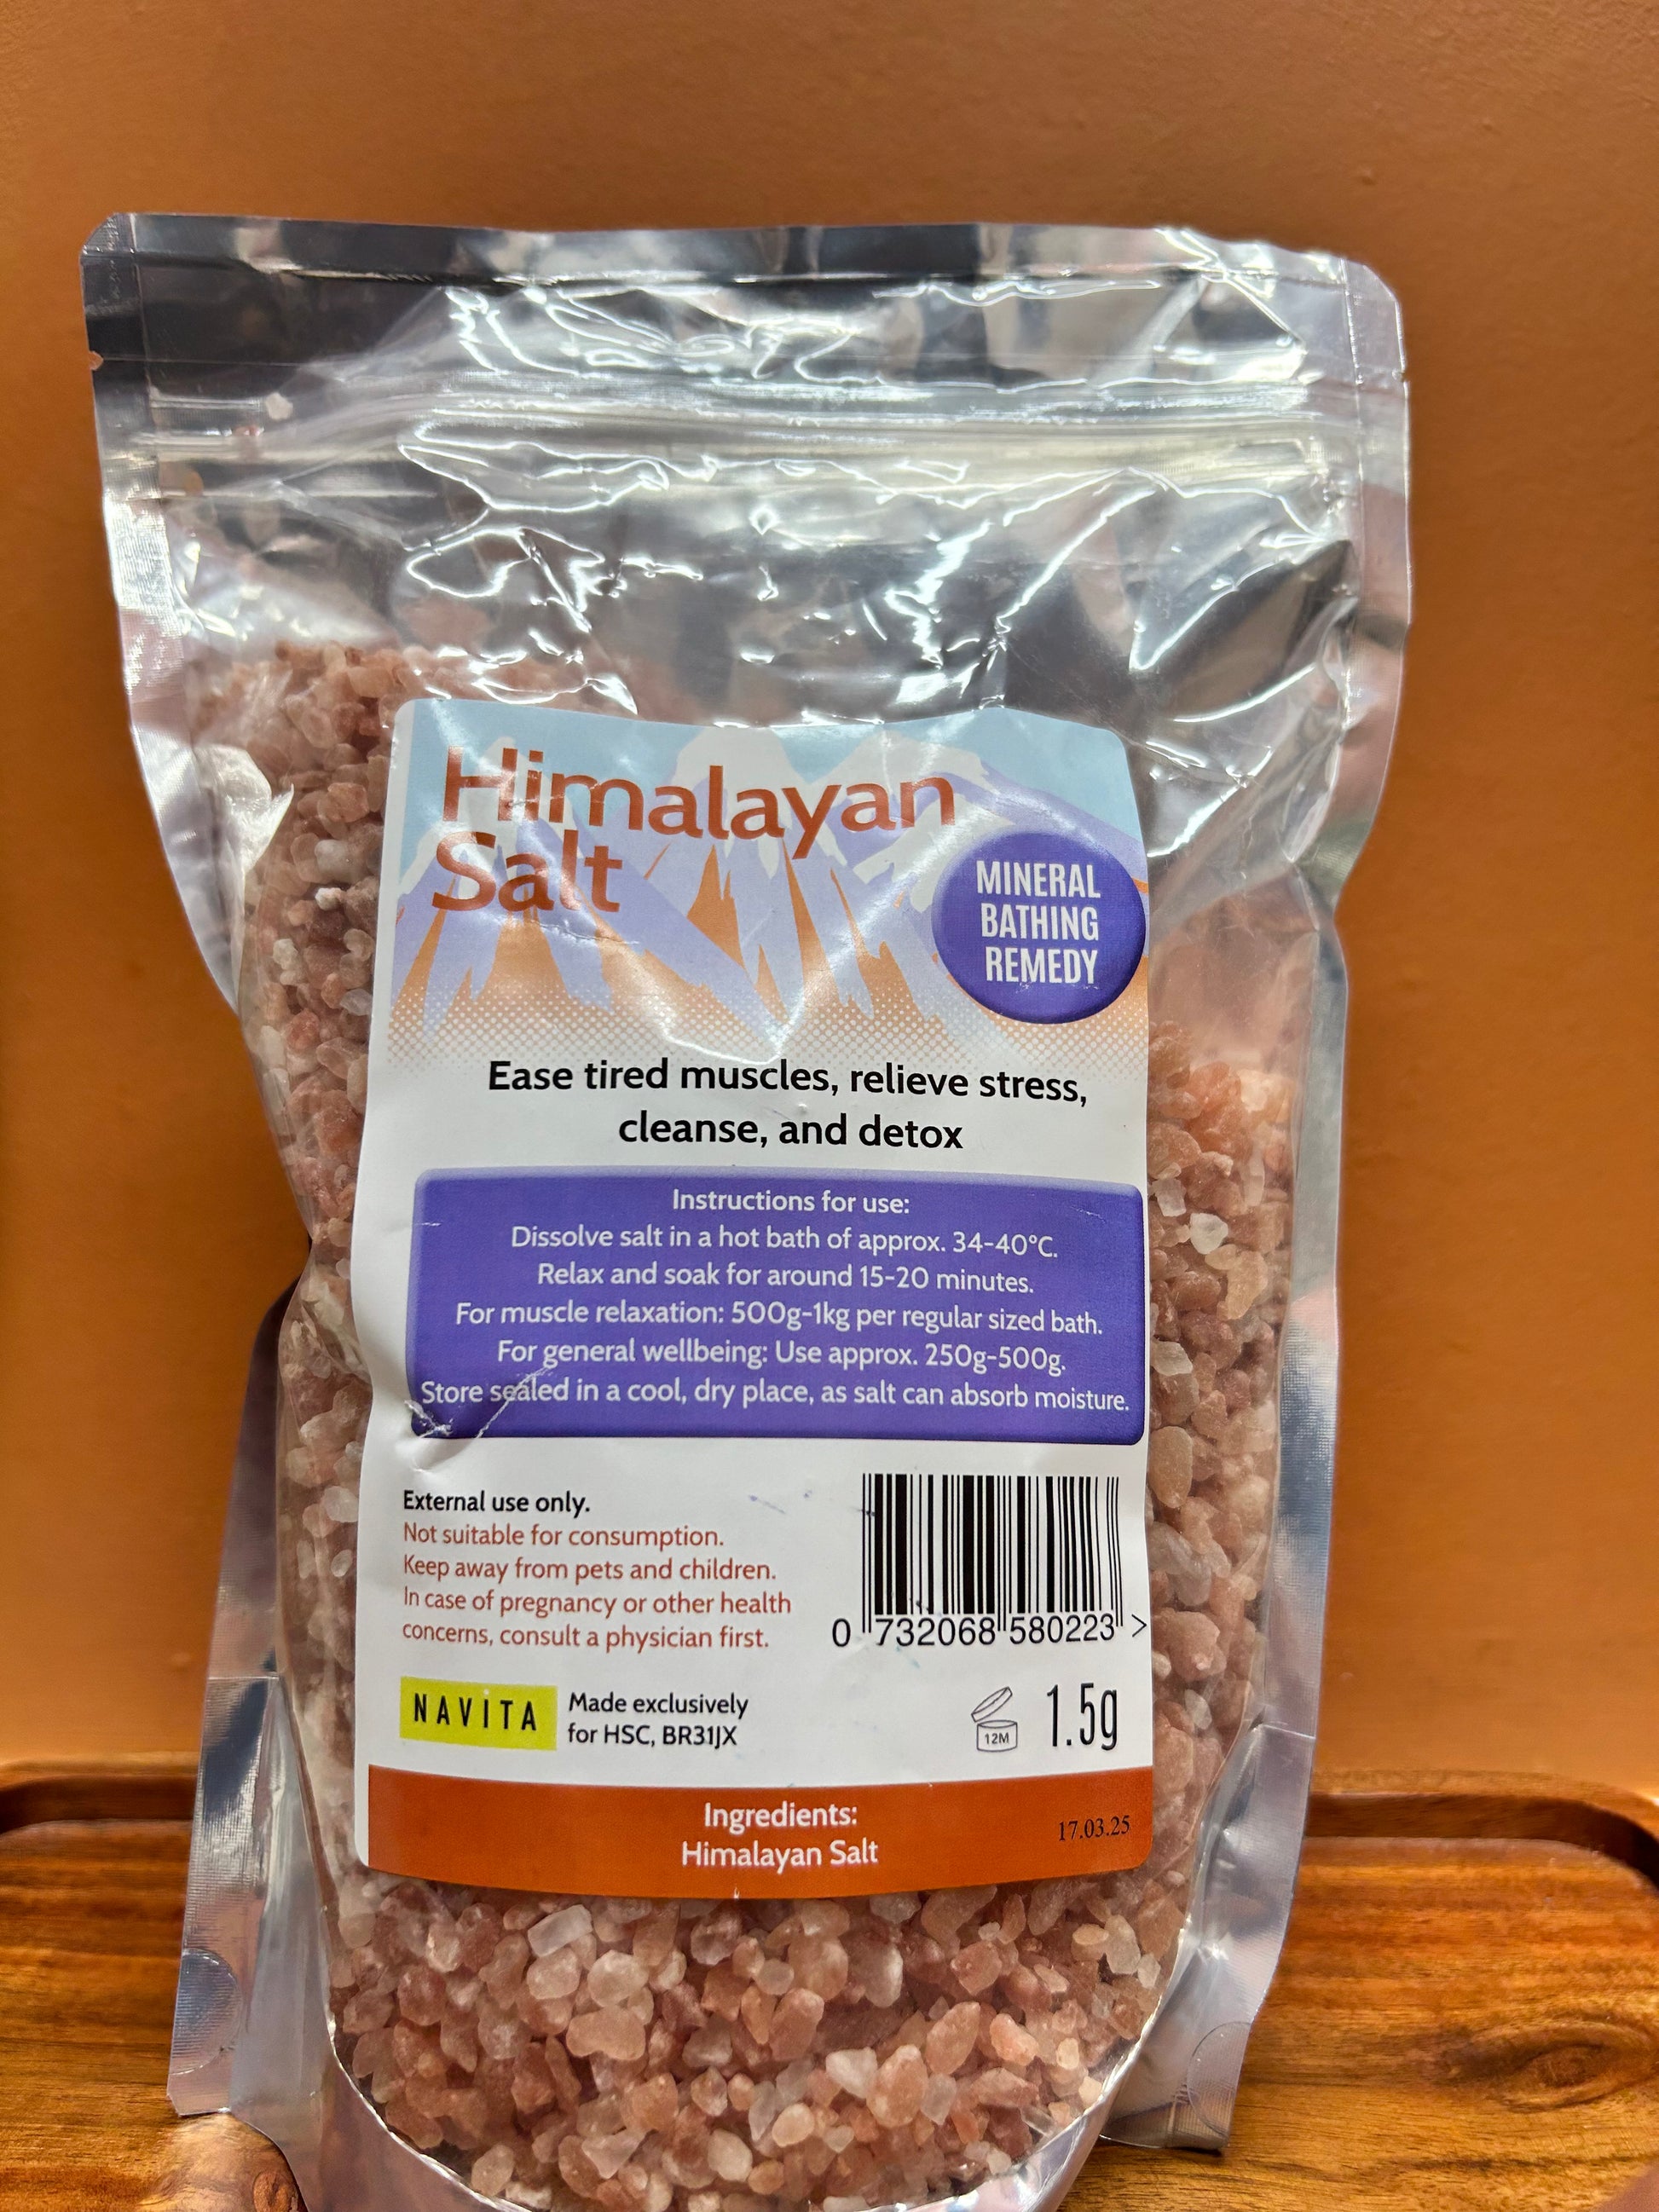 Himalayan
Salt
MINERAL
BATHING
REMEDY
Ease tired muscles, relieve stress,
cleanse, and detox
Instructions for use:
Dissolve salt in a hot bath of approx. 34-40°C.
Relax and soak for around 15-20 minutes.
For muscle relaxation: 500g-1kg per regular sized bath.
For general wellbeing: Use approx. 250g-500g.
Store sealed in a cool, dry place, as salt can absorb moisture.
External use only.
Not suitable for consumption.
Keep away from pets and children.
In case of pregnancy or other health
concerns, consult a physician first.
0 732068 580223 >
NAVİTA
Made exclusively
for HSC, BR31JX
12M
1.5g
Ingredients:
Himalayan Salt
17.03.25